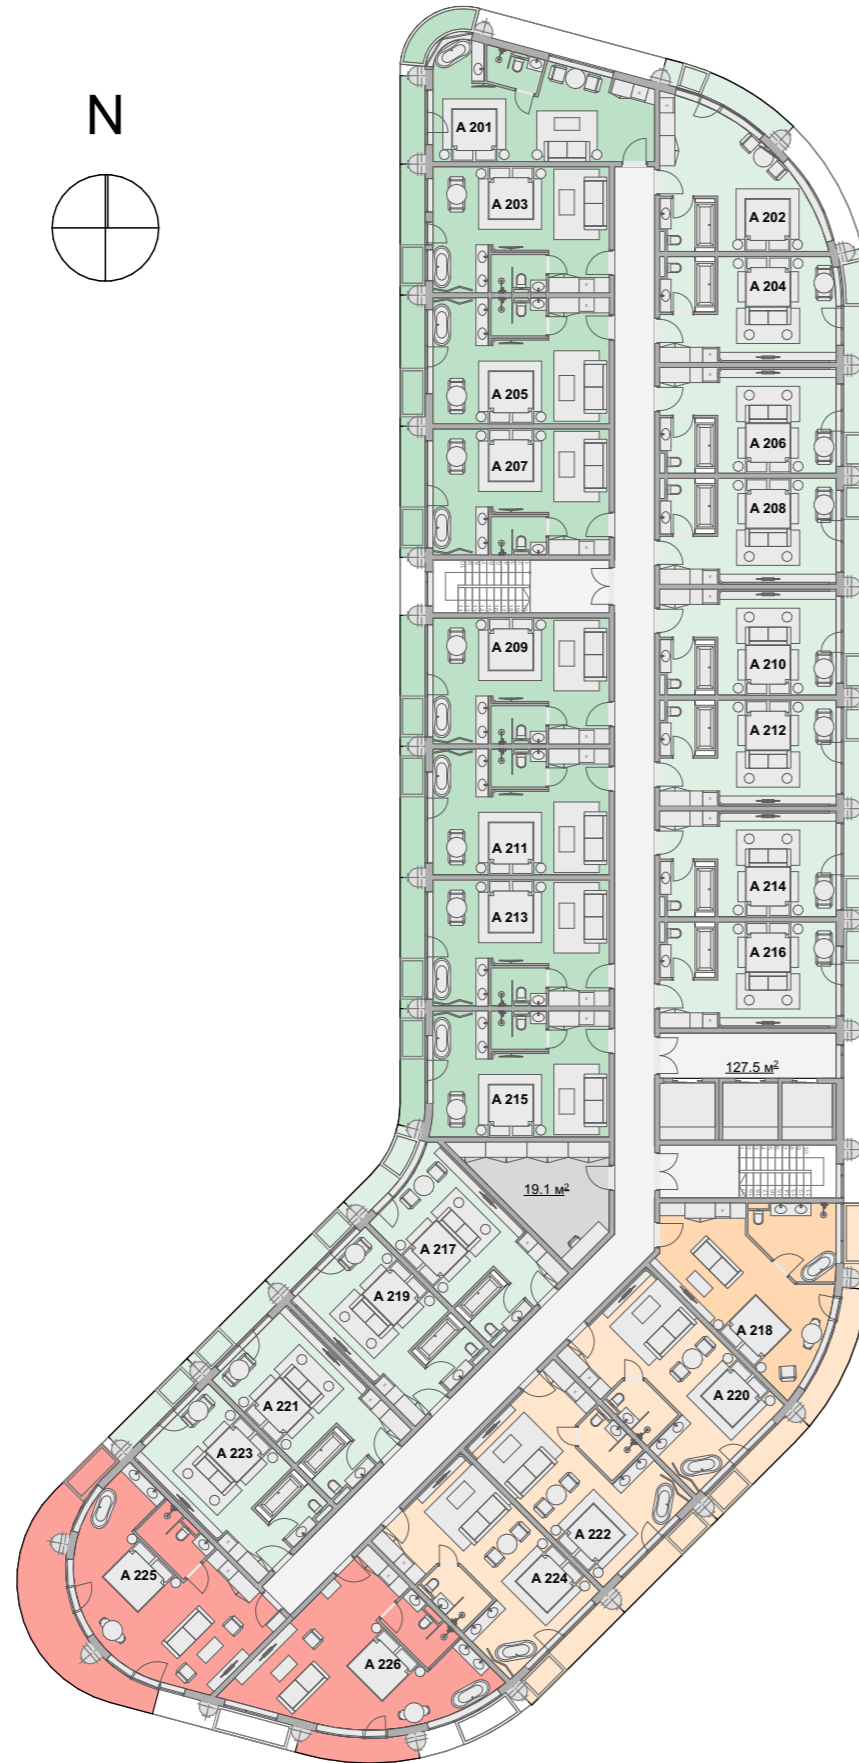 N
A 201
A 203
A 202
A 204
A 205
A 206
A 207
A 208
A 209
A 210
A 211
A 212
A 213
A 214
A 215
A 216
127.5 м²
19.1 м²
A 217
A 219
A 218
A 220
A 221
A 223
A 222
A 224
A 225
A 226